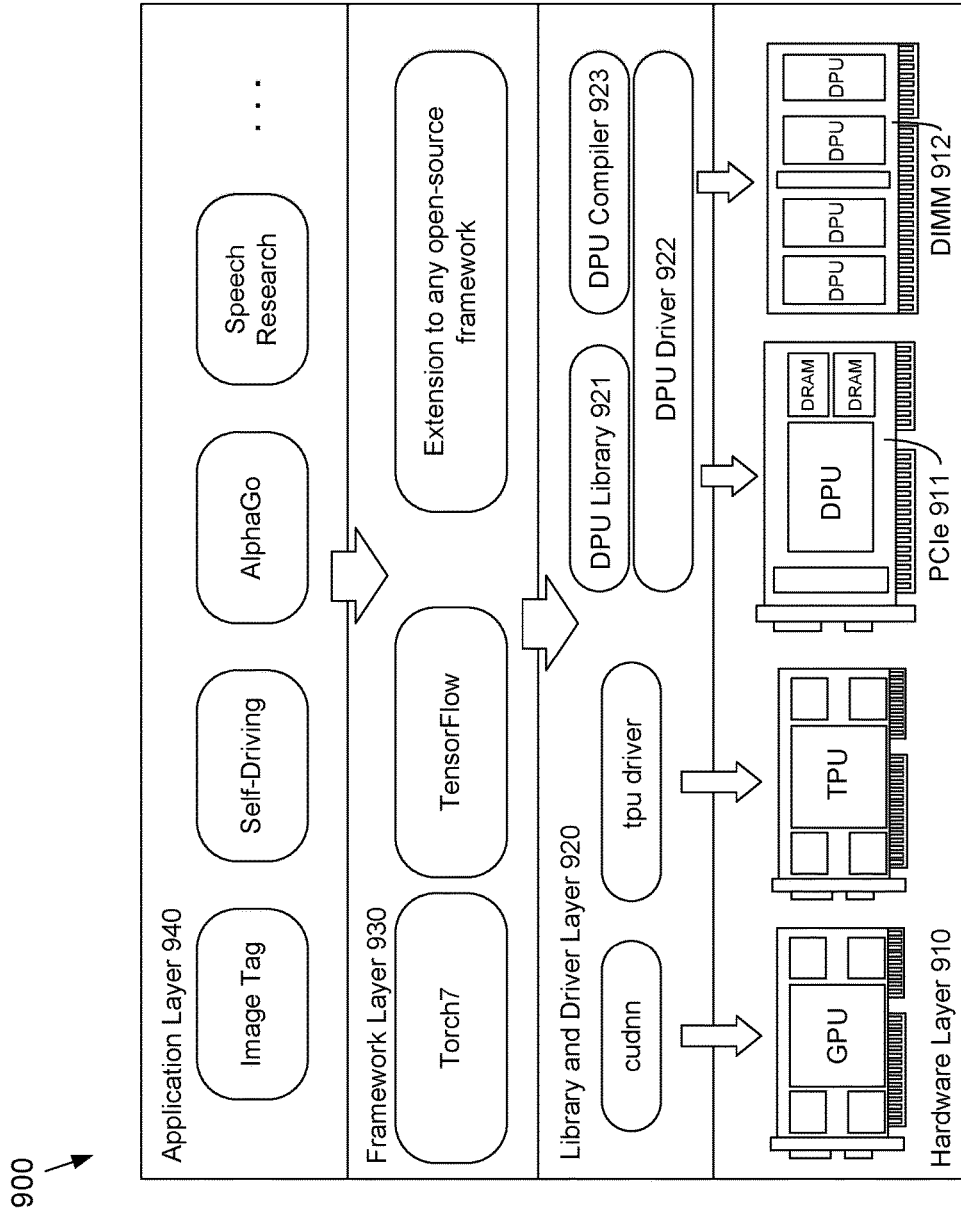 900
Application Layer 940
Image Tag
Self-Driving
AlphaGo
Speech
Research
. . .
Framework Layer 930
Torch7
TensorFlow
Extension to any open-source
framework
Library and Driver Layer 920
cudnn
tpu driver
DPU Library 921
DPU Compiler 923
DPU Driver 922
GPU
TPU
DPU
DRAM
DRAM
DPU
DPU
DPU
DPU
Hardware Layer 910
PCIe 911
DIMM 912